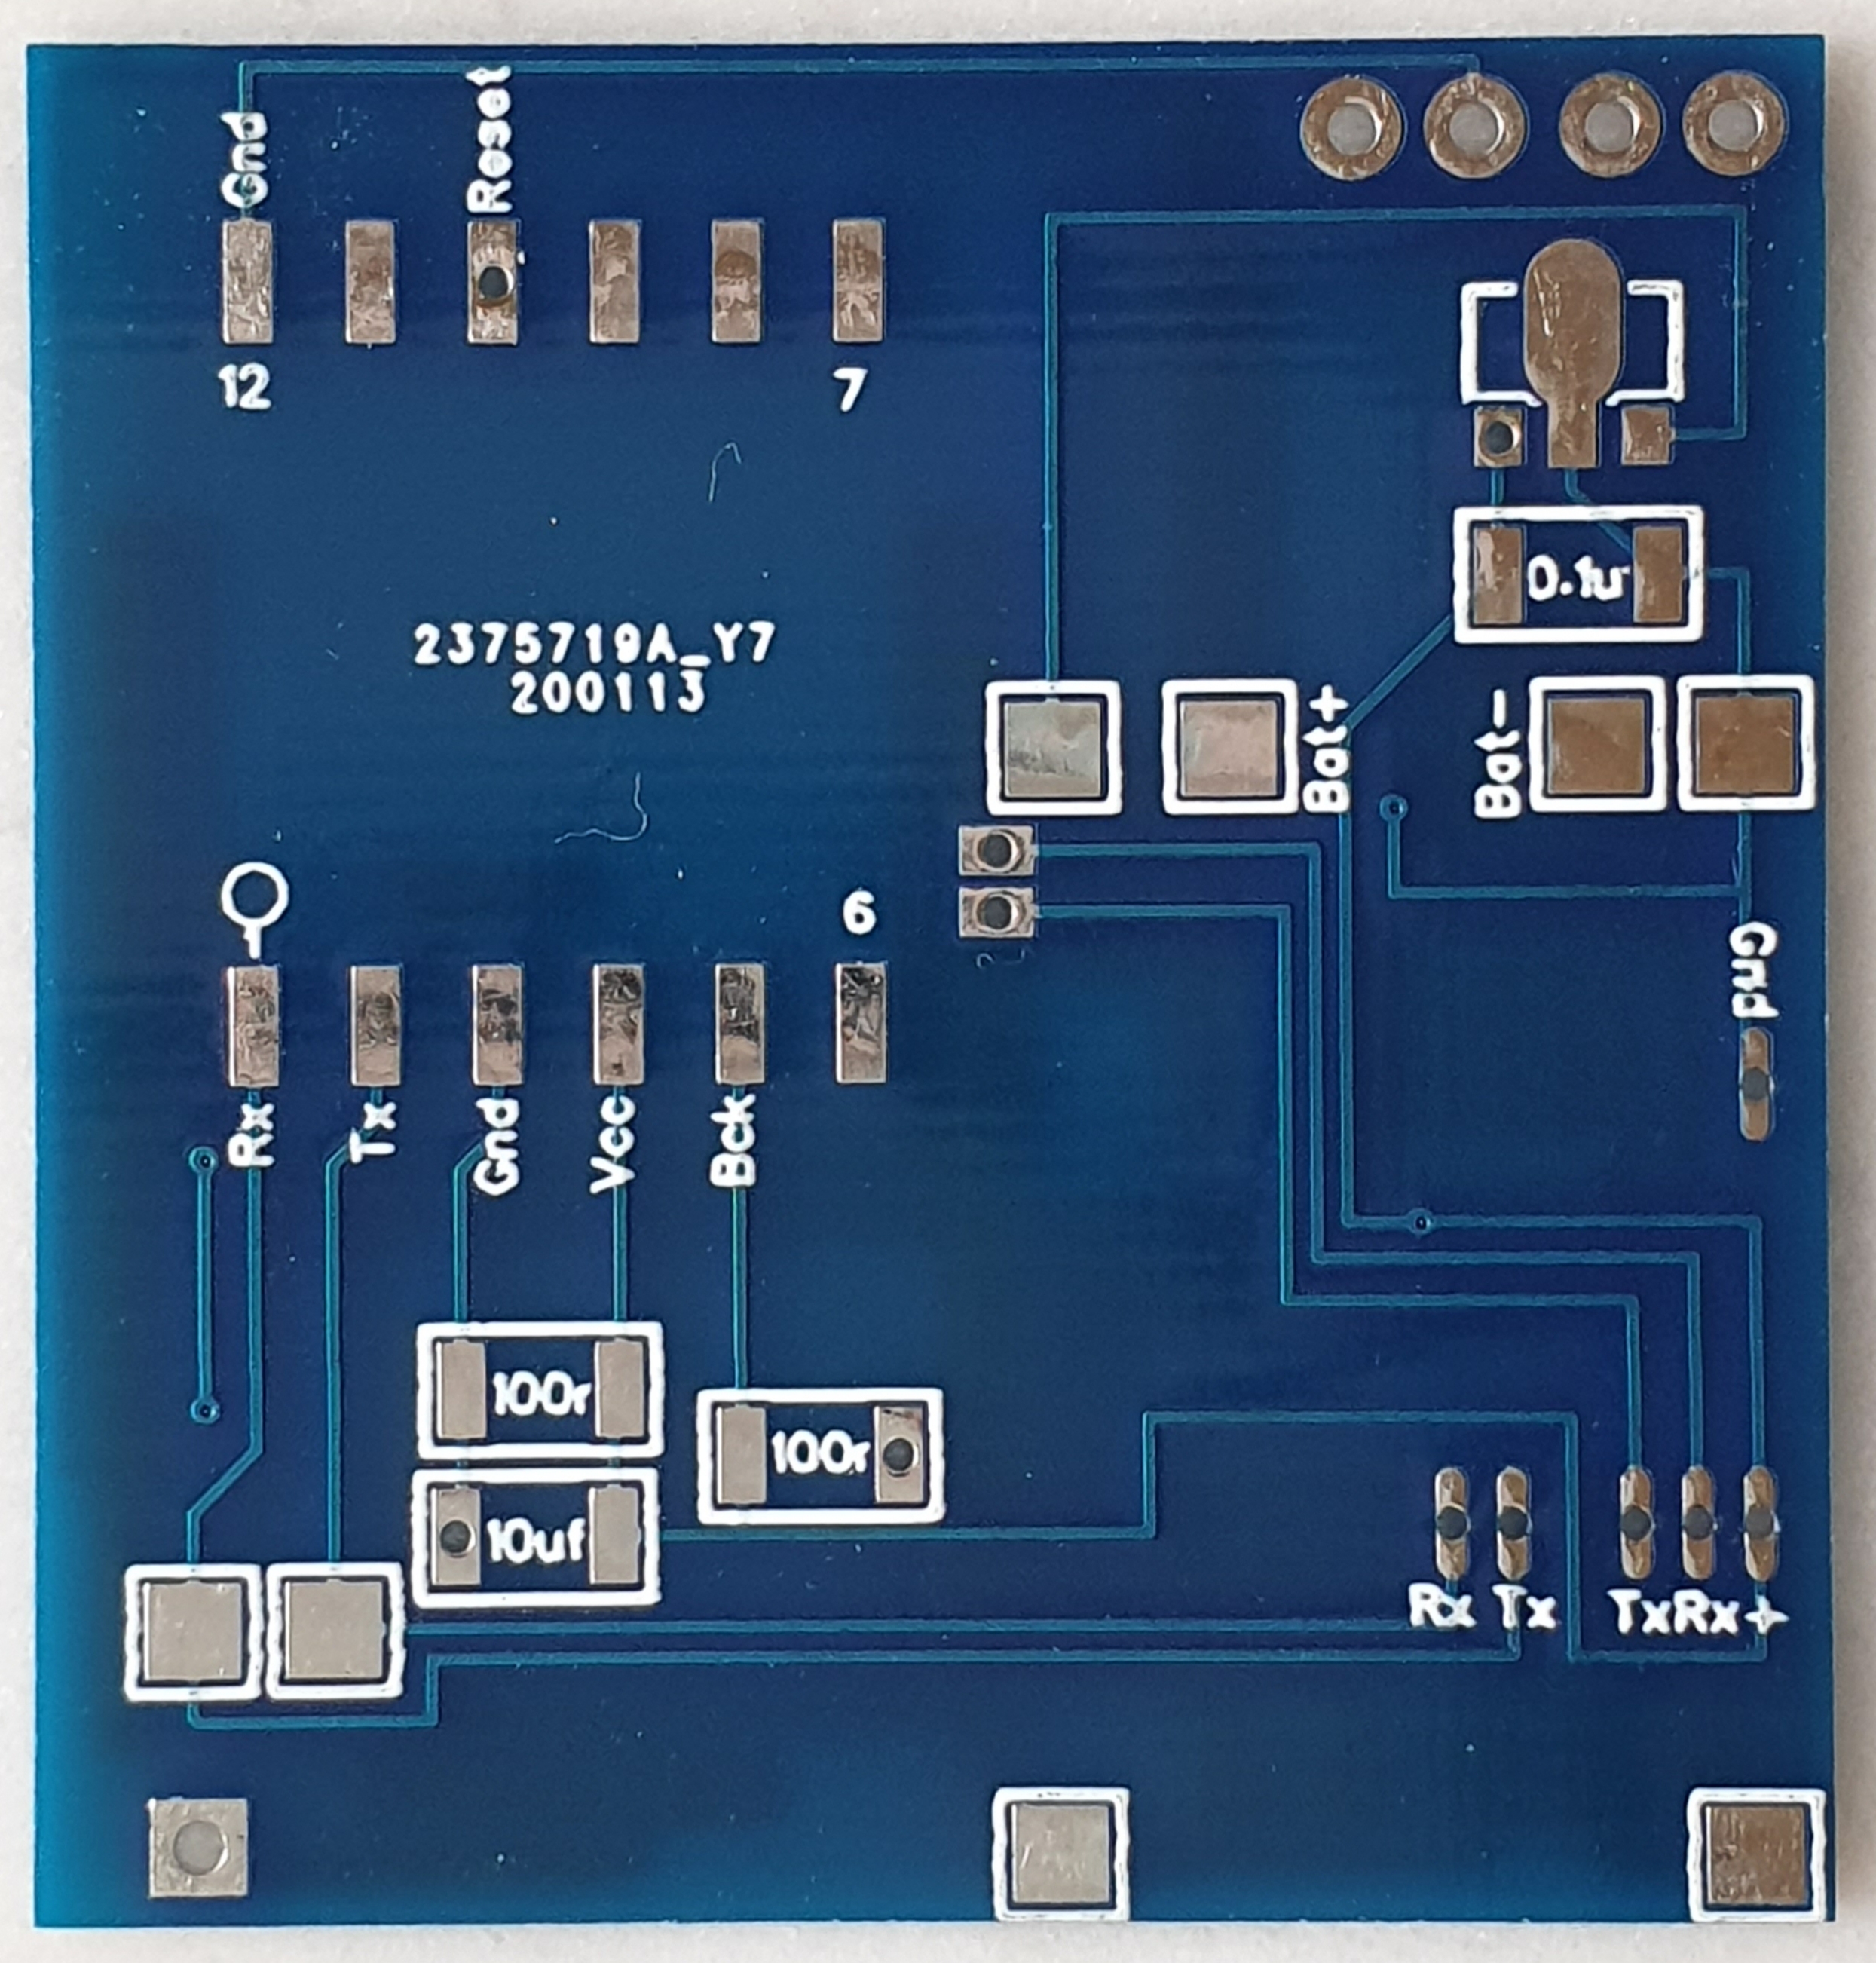 Gnd
Reset
12
7
0.1u
2375719A_Y7
200113
Bat+
Bat-
6
Gnd
Rx
Tx
Gnd
Vcc
Bck
100r
100r
10uf
Rx Tx
TxRx+